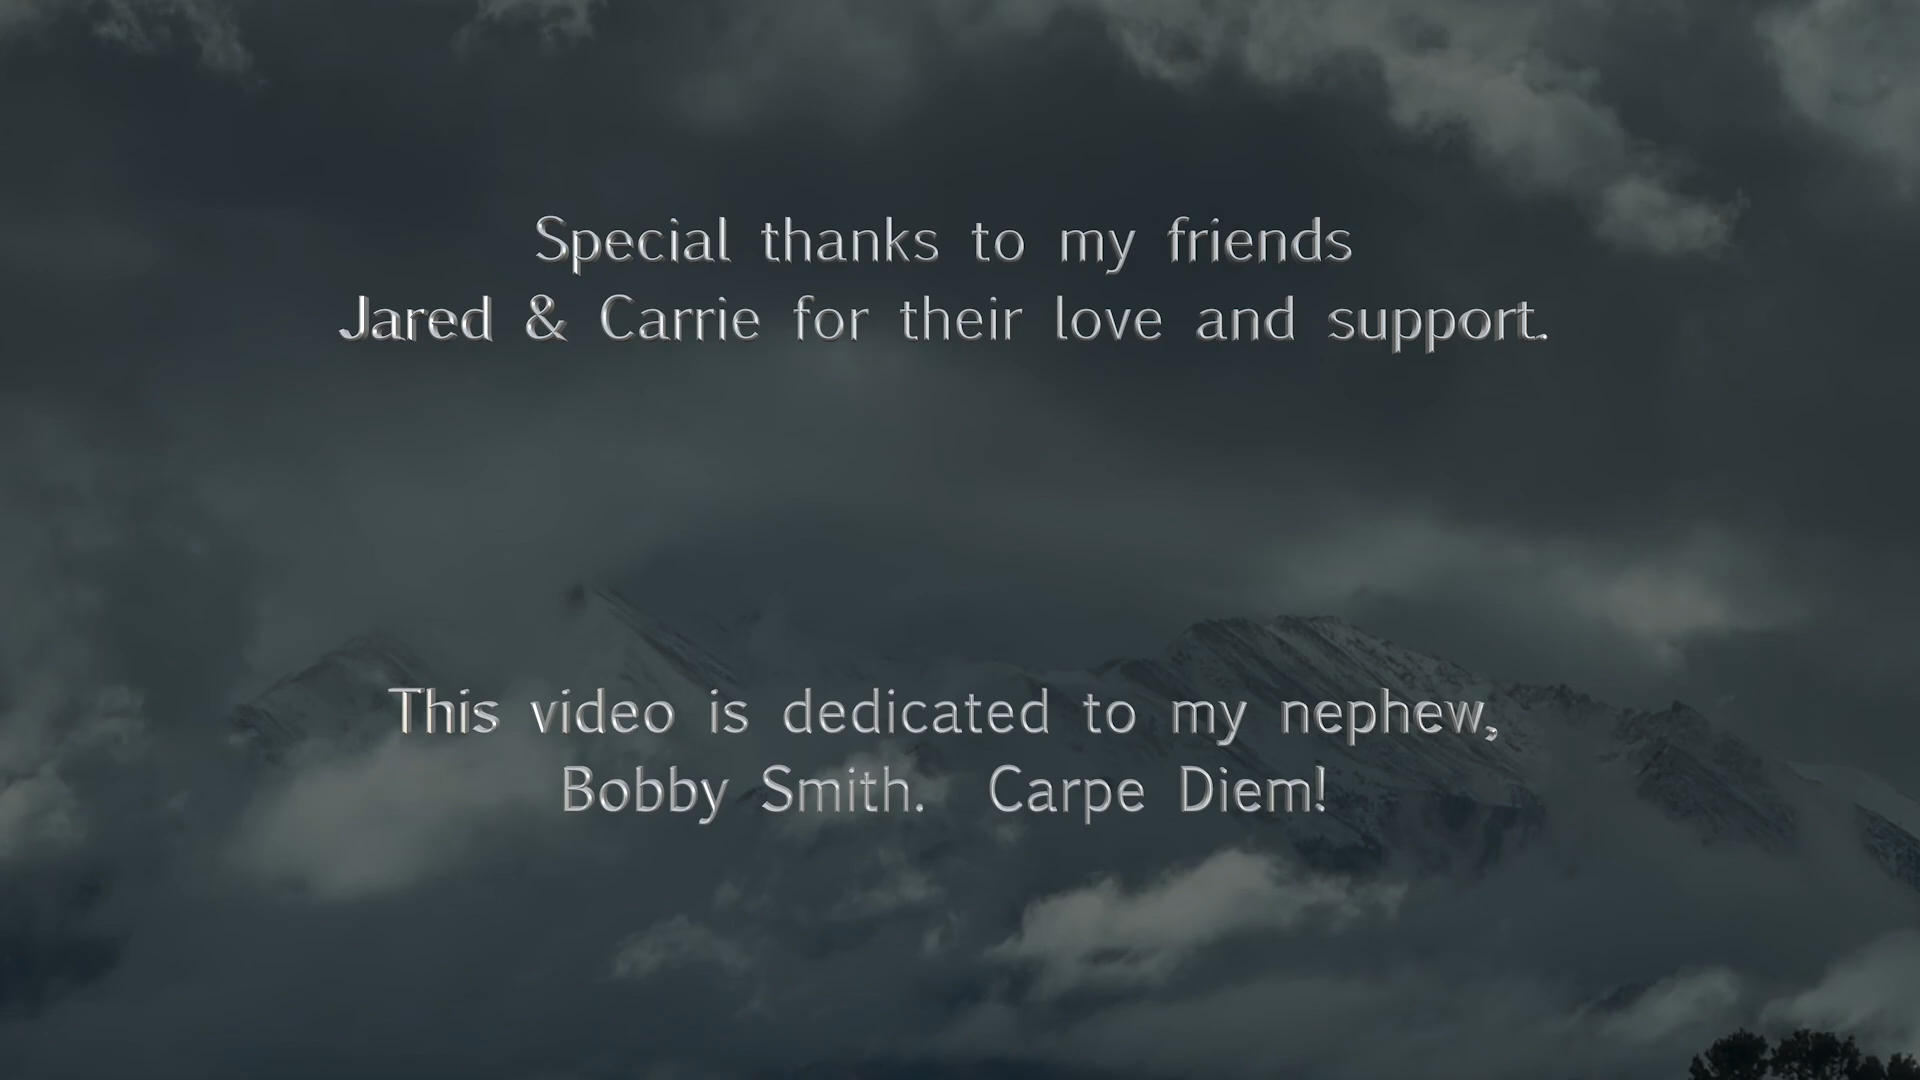 Special thanks to my friends
Jared & Carrie for their love and support.
This video is dedicated to my nephew,
Bobby Smith.  Carpe Diem!